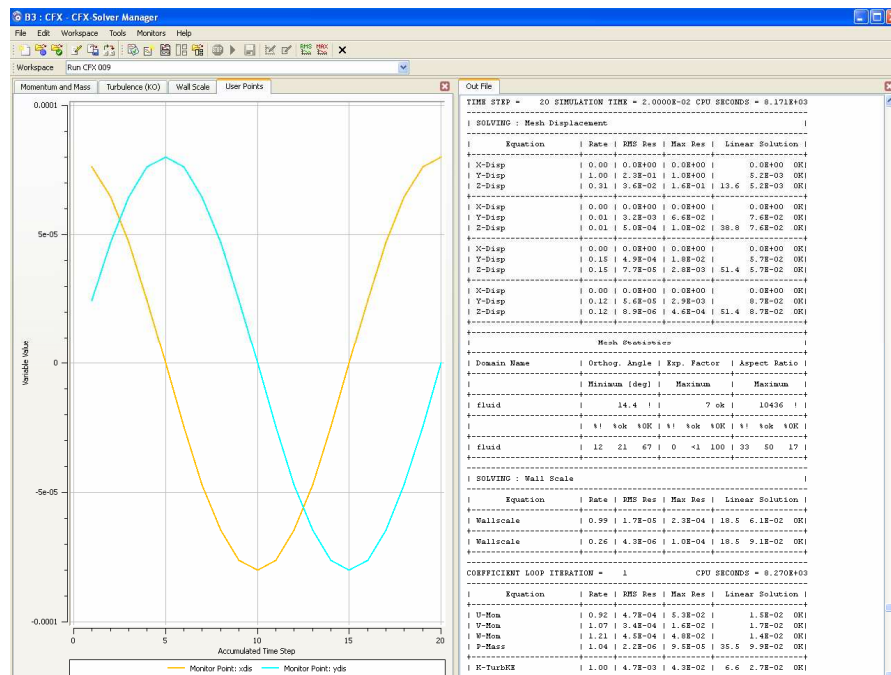 B3 : CFX - CFX-Solver Manager
File Edit Workspace Tools Monitors Help
Workspace Run CFX 009
Momentum and Mass Turbulence (KO) Wall Scale User Points
0.0001
5e-05
0
-5e-05
-0.0001
Variable Value
0 5 10 15 20
Accumulated Time Step
Monitor Point: xdis Monitor Point: ydis
Out File
TIME STEP = 20 SIMULATION TIME = 2.0000E-02 CPU SECONDS = 8.171E+03
| SOLVING : Mesh Displacement |
| Equation | Rate | RMS Res | Max Res | Linear Solution |
| X-Disp | 0.00 | 0.0E+00 | 0.0E+00 | 0.0E+00 OK|
| Y-Disp | 1.00 | 2.3E-01 | 1.0E+00 | 5.2E-03 OK|
| Z-Disp | 0.31 | 3.6E-02 | 1.6E-01 | 13.6 5.2E-03 OK|
| X-Disp | 0.00 | 0.0E+00 | 0.0E+00 | 0.0E+00 OK|
| Y-Disp | 0.01 | 3.2E-03 | 6.6E-02 | 7.6E-02 OK|
| Z-Disp | 0.01 | 5.0E-04 | 1.0E-02 | 38.8 7.6E-02 OK|
| X-Disp | 0.00 | 0.0E+00 | 0.0E+00 | 0.0E+00 OK|
| Y-Disp | 0.15 | 4.9E-04 | 1.8E-02 | 5.7E-02 OK|
| Z-Disp | 0.15 | 7.7E-05 | 2.8E-03 | 51.4 5.7E-02 OK|
| X-Disp | 0.00 | 0.0E+00 | 0.0E+00 | 0.0E+00 OK|
| Y-Disp | 0.12 | 5.6E-05 | 2.9E-03 | 8.7E-02 OK|
| Z-Disp | 0.12 | 8.9E-06 | 4.6E-04 | 51.4 8.7E-02 OK|
| Mesh Statistics |
| Domain Name | Orthog. Angle | Exp. Factor | Aspect Ratio |
| | Minimum [deg] | Maximum | Maximum |
| fluid | 14.4 ! | 7 ok | 10436 ! |
| | %! %ok %OK | %! %ok %OK | %! %ok %OK |
| fluid | 12 21 67 | 0 <1 100 | 33 50 17 |
| SOLVING : Wall Scale |
| Equation | Rate | RMS Res | Max Res | Linear Solution |
| Wallscale | 0.99 | 1.7E-05 | 2.3E-04 | 18.5 6.1E-02 OK|
| Wallscale | 0.26 | 4.3E-06 | 1.0E-04 | 18.5 9.1E-02 OK|
COEFFICIENT LOOP ITERATION = 1 CPU SECONDS = 8.270E+03
| Equation | Rate | RMS Res | Max Res | Linear Solution |
| U-Mom | 0.92 | 4.7E-04 | 5.3E-02 | 1.5E-02 OK|
| V-Mom | 1.07 | 3.4E-04 | 1.6E-02 | 1.7E-02 OK|
| W-Mom | 1.21 | 4.5E-04 | 4.8E-02 | 1.4E-02 OK|
| P-Mass | 1.04 | 2.2E-06 | 9.5E-05 | 35.5 9.9E-02 OK|
| K-TurbKE | 1.00 | 4.7E-03 | 4.3E-02 | 6.6 2.7E-02 OK|